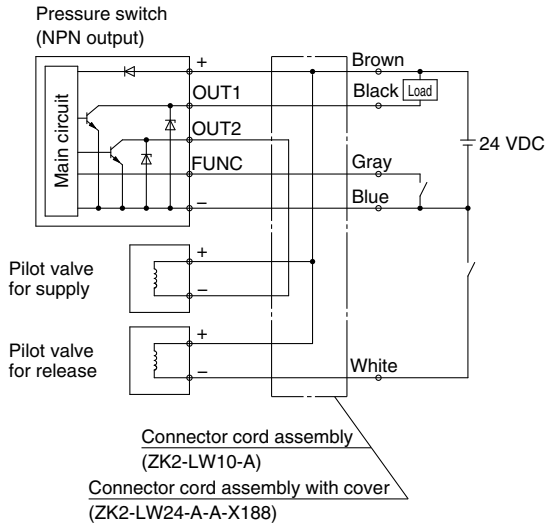 Pressure switch
(NPN output)
+
Brown
OUT1
Black
Load
Main circuit
OUT2
24 VDC
FUNC
Gray
–
Blue
+
Pilot valve
for supply
–
+
Pilot valve
for release
–
White
Connector cord assembly
(ZK2-LW10-A)
Connector cord assembly with cover
(ZK2-LW24-A-A-X188)